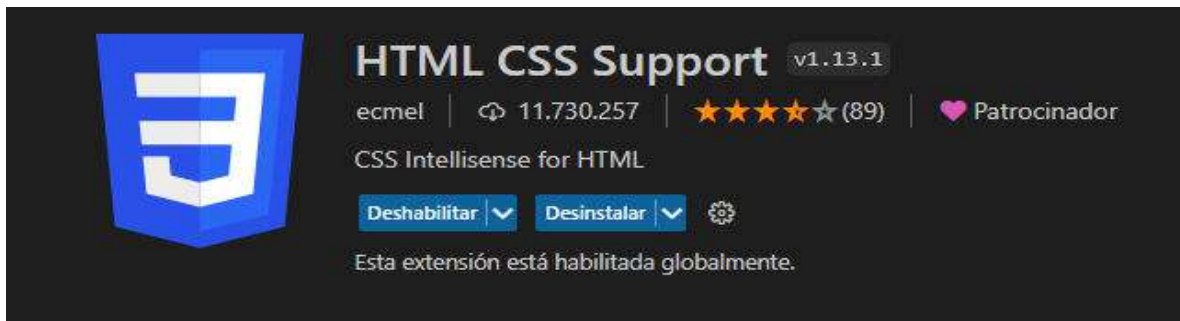 HTML CSS Support v1.13.1
ecmel 11.730.257 (89) Patrocinador
CSS Intellisense for HTML
Deshabilitar Desinstalar
Esta extensión está habilitada globalmente.